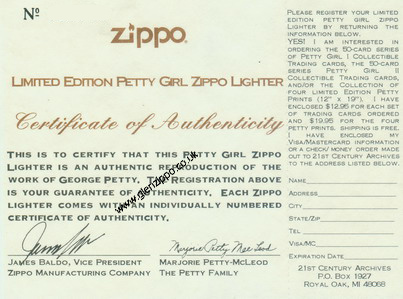 Nº
zippo
LIMITED EDITION PETTY GIRL ZIPPO LIGHTER
Certificate of Authenticity
THIS IS TO CERTIFY THAT THIS PETTY GIRL ZIPPO
LIGHTER IS AN AUTHENTIC REPRODUCTION OF THE
WORK OF GEORGE PETTY. THE REGISTRATION ABOVE
IS YOUR GUARANTEE OF AUTHENTICITY. EACH ZIPPO
LIGHTER COMES WITH AN INDIVIDUALLY NUMBERED
CERTIFICATE OF AUTHENTICITY.
www.glenzippo.co.uk
Marjorie Petty Mac Leod
JAMES BALDO, VICE PRESIDENT
ZIPPO MANUFACTURING COMPANY
MARJORIE PETTY-MCLEOD
THE PETTY FAMILY
PLEASE REGISTER YOUR LIMITED
EDITION PETTY GIRL ZIPPO
LIGHTER BY RETURNING THE
INFORMATION BELOW.
YES! I AM INTERESTED IN
ORDERING THE 50-CARD SERIES
OF PETTY GIRL I COLLECTIBLE
TRADING CARDS, THE 50-CARD
SERIES PETTY GIRL II
COLLECTIBLE TRADING CARDS,
AND/OR THE COLLECTION OF
FOUR LIMITED EDITION PETTY
PRINTS (12" X 19"). I HAVE
ENCLOSED $12.95 FOR EACH SET
OF TRADING CARDS ORDERED
AND $19.95 FOR THE FOUR
PETTY PRINTS. SHIPPING IS FREE.
I HAVE ENCLOSED MY
VISA/MASTERCARD INFORMATION
OR A CHECK/MONEY ORDER MADE
OUT TO 21ST CENTURY ARCHIVES
TO THE ADDRESS LISTED BELOW.
NAME
ADDRESS
CITY
STATE/ZIP
TEL
VISA/MC
EXPIRATION DATE
21ST CENTURY ARCHIVES
P.O. BOX 1927
ROYAL OAK, MI 48068